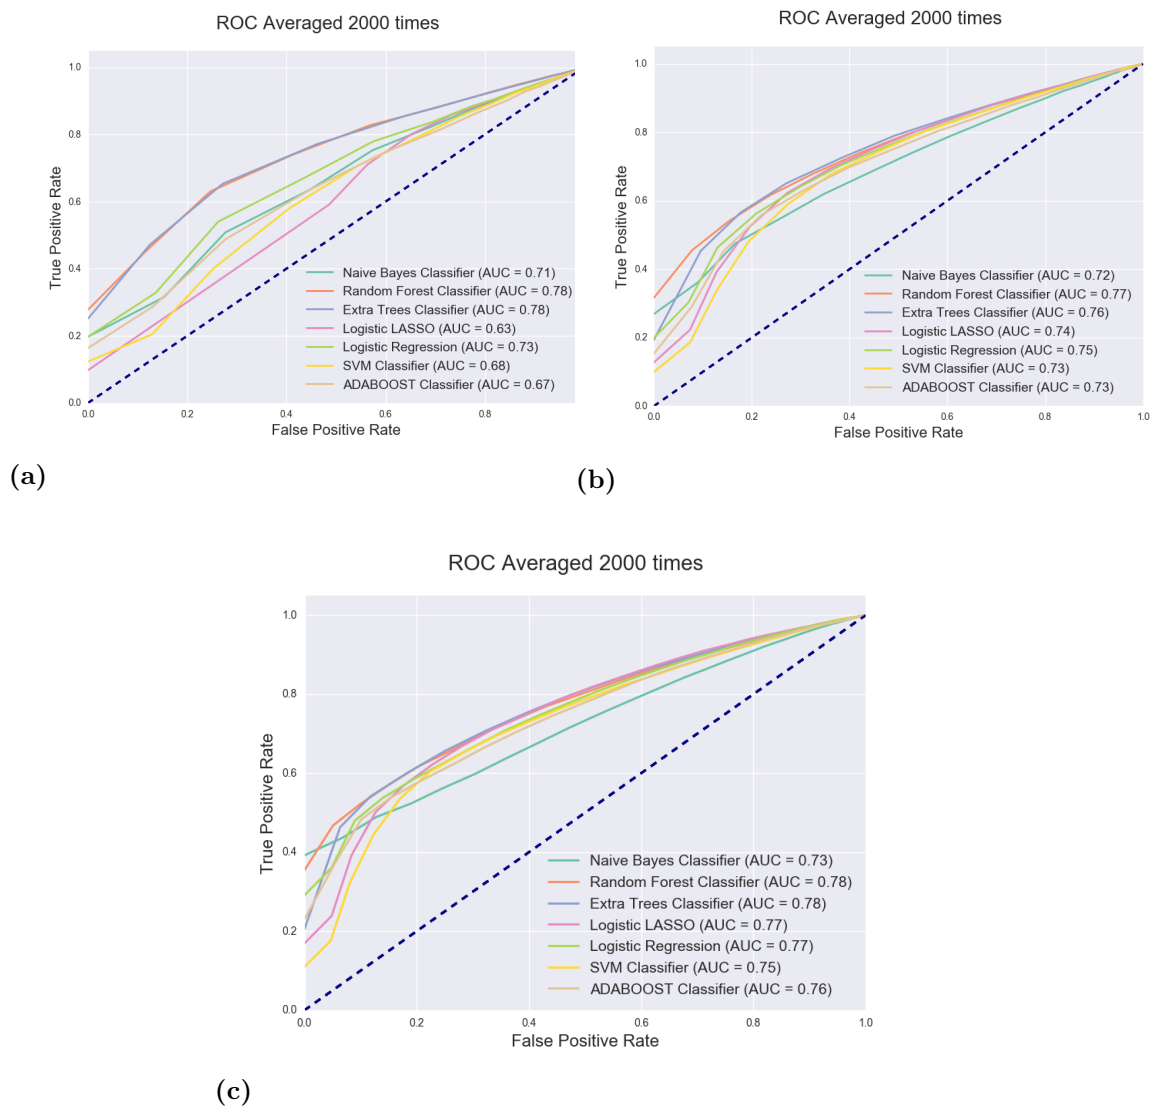 ROC Averaged 2000 times
1.0
0.8
0.6
0.4
0.2
0.0
True Positive Rate
Naive Bayes Classifier (AUC = 0.71)
Random Forest Classifier (AUC = 0.78)
Extra Trees Classifier (AUC = 0.78)
Logistic LASSO (AUC = 0.63)
Logistic Regression (AUC = 0.73)
SVM Classifier (AUC = 0.68)
ADABOOST Classifier (AUC = 0.67)
0.0 0.2 0.4 0.6 0.8
False Positive Rate
(a)
ROC Averaged 2000 times
1.0
0.8
0.6
0.4
0.2
0.0
True Positive Rate
Naive Bayes Classifier (AUC = 0.72)
Random Forest Classifier (AUC = 0.77)
Extra Trees Classifier (AUC = 0.76)
Logistic LASSO (AUC = 0.74)
Logistic Regression (AUC = 0.75)
SVM Classifier (AUC = 0.73)
ADABOOST Classifier (AUC = 0.73)
0.0 0.2 0.4 0.6 0.8 1.0
False Positive Rate
(b)
ROC Averaged 2000 times
1.0
0.8
0.6
0.4
0.2
0.0
True Positive Rate
Naive Bayes Classifier (AUC = 0.73)
Random Forest Classifier (AUC = 0.78)
Extra Trees Classifier (AUC = 0.78)
Logistic LASSO (AUC = 0.77)
Logistic Regression (AUC = 0.77)
SVM Classifier (AUC = 0.75)
ADABOOST Classifier (AUC = 0.76)
0.0 0.2 0.4 0.6 0.8 1.0
False Positive Rate
(c)